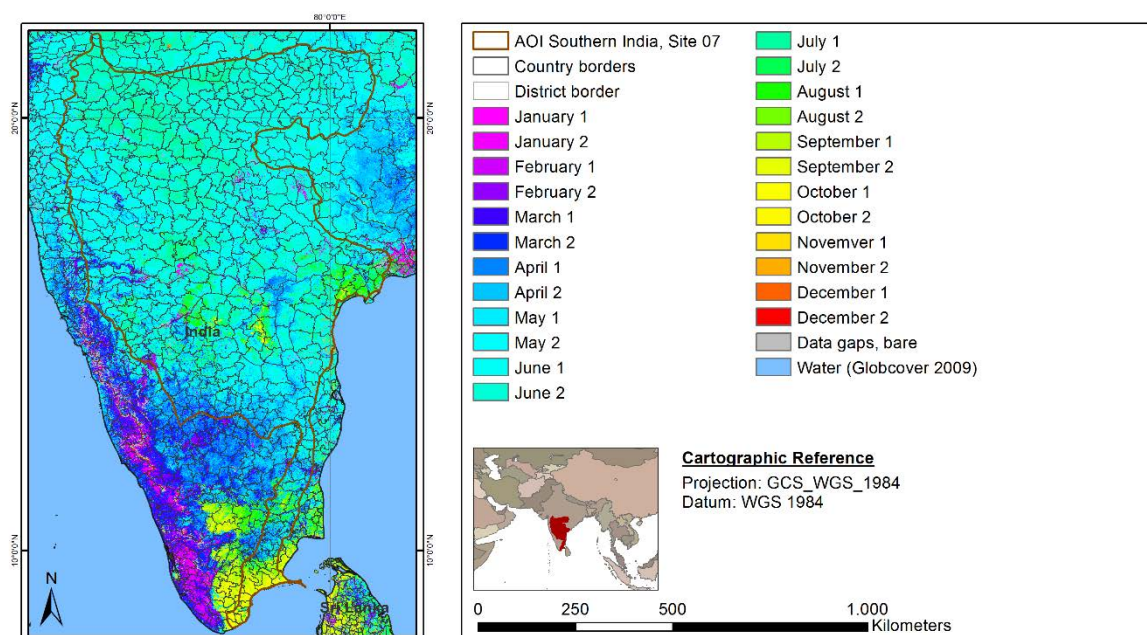 80°0'0"E
20°0'0"N
20°0'0"N
India
10°0'0"N
10°0'0"N
N
Sri Lanka
AOI Southern India, Site 07
Country borders
District border
January 1
January 2
February 1
February 2
March 1
March 2
April 1
April 2
May 1
May 2
June 1
June 2
July 1
July 2
August 1
August 2
September 1
September 2
October 1
October 2
Novemver 1
November 2
December 1
December 2
Data gaps, bare
Water (Globcover 2009)
Cartographic Reference
Projection: GCS_WGS_1984
Datum: WGS 1984
0 250 500 1.000
Kilometers